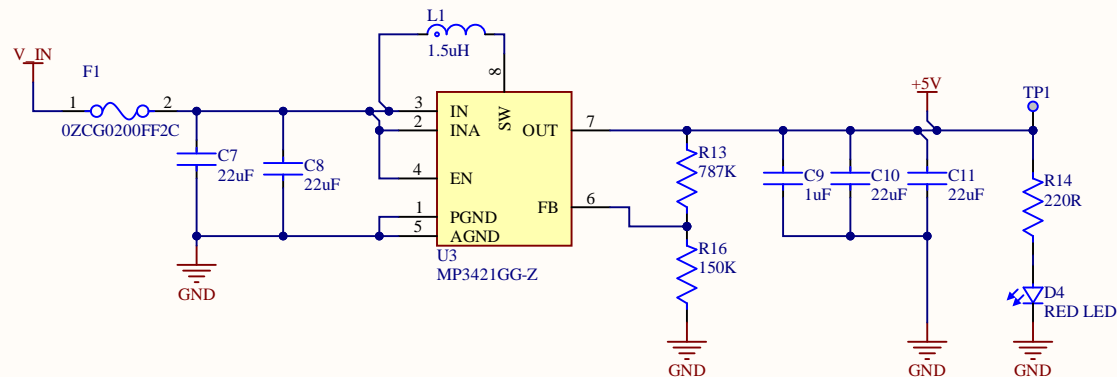 L1
1.5uH
V_IN
F1
1
2
0ZCG0200FF2C
C7
22uF
C8
22uF
GND
8
3
2
4
1
5
IN
INA
EN
PGND
AGND
SW
OUT
FB
7
6
U3
MP3421GG-Z
R13
787K
R16
150K
GND
C9
1uF
C10
22uF
C11
22uF
+5V
GND
TP1
R14
220R
D4
RED LED
GND